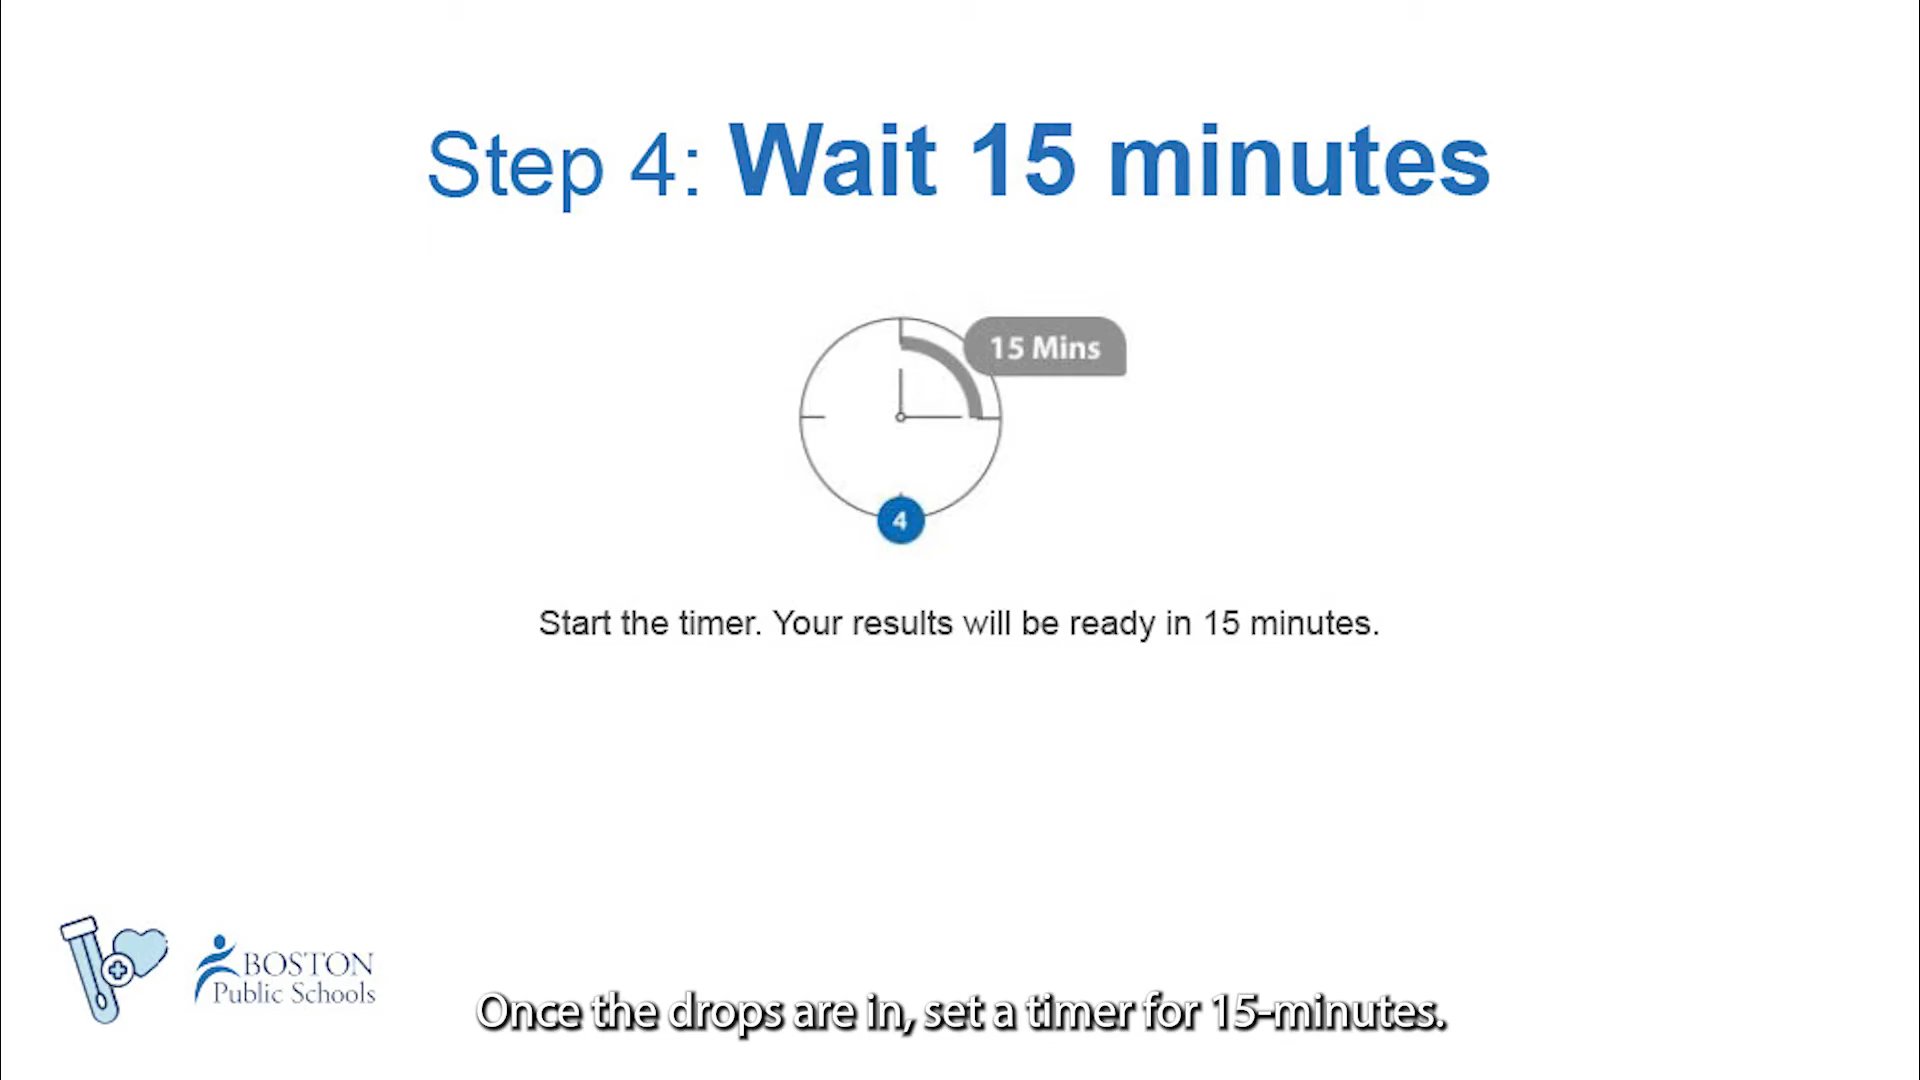 Step 4: Wait 15 minutes
15 Mins
4
Start the timer. Your results will be ready in 15 minutes.
BOSTON
Public Schools
Once the drops are in, set a timer for 15-minutes.